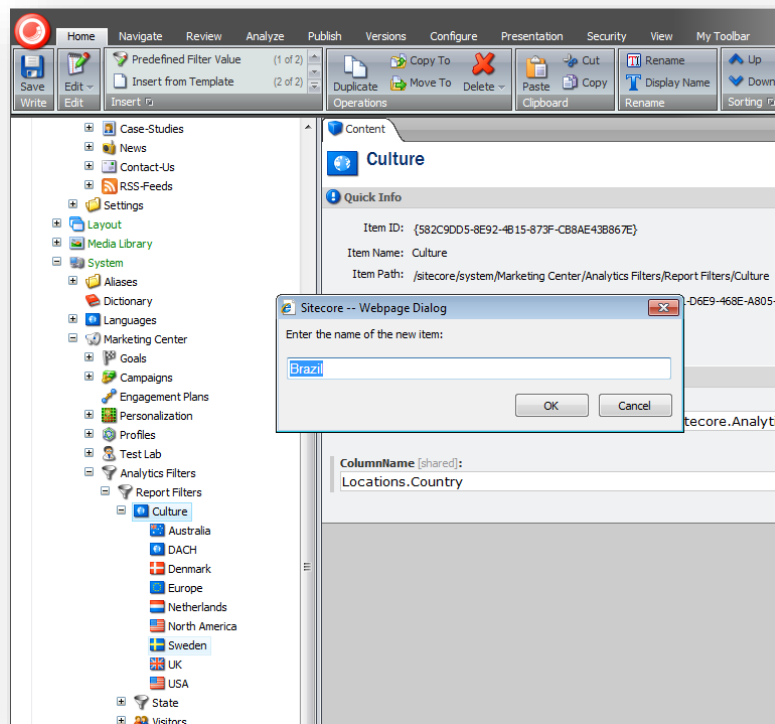 Home Navigate Review Analyze Publish Versions Configure Presentation Security View My Toolbar
Save
Write
Edit
Edit
Predefined Filter Value (1 of 2)
Insert from Template (2 of 2)
Insert
Duplicate
Copy To
Move To
Delete
Operations
Paste
Cut
Copy
Clipboard
Rename
Display Name
Rename
Up
Down
Sorting
Case-Studies
News
Contact-Us
RSS-Feeds
Settings
Layout
Media Library
System
Aliases
Dictionary
Languages
Marketing Center
Goals
Campaigns
Engagement Plans
Personalization
Profiles
Test Lab
Analytics Filters
Report Filters
Culture
Australia
DACH
Denmark
Europe
Netherlands
North America
Sweden
UK
USA
State
Visitors
Content
Culture
Quick Info
Item ID: {582C9DD5-8E92-4B15-873F-CB8AE43B867E}
Item Name: Culture
Item Path: /sitecore/system/Marketing Center/Analytics Filters/Report Filters/Culture
-D6E9-468E-A805-
Sitecore -- Webpage Dialog
Enter the name of the new item:
Brazil
OK Cancel
tecore.Analyti
ColumnName [shared]:
Locations.Country